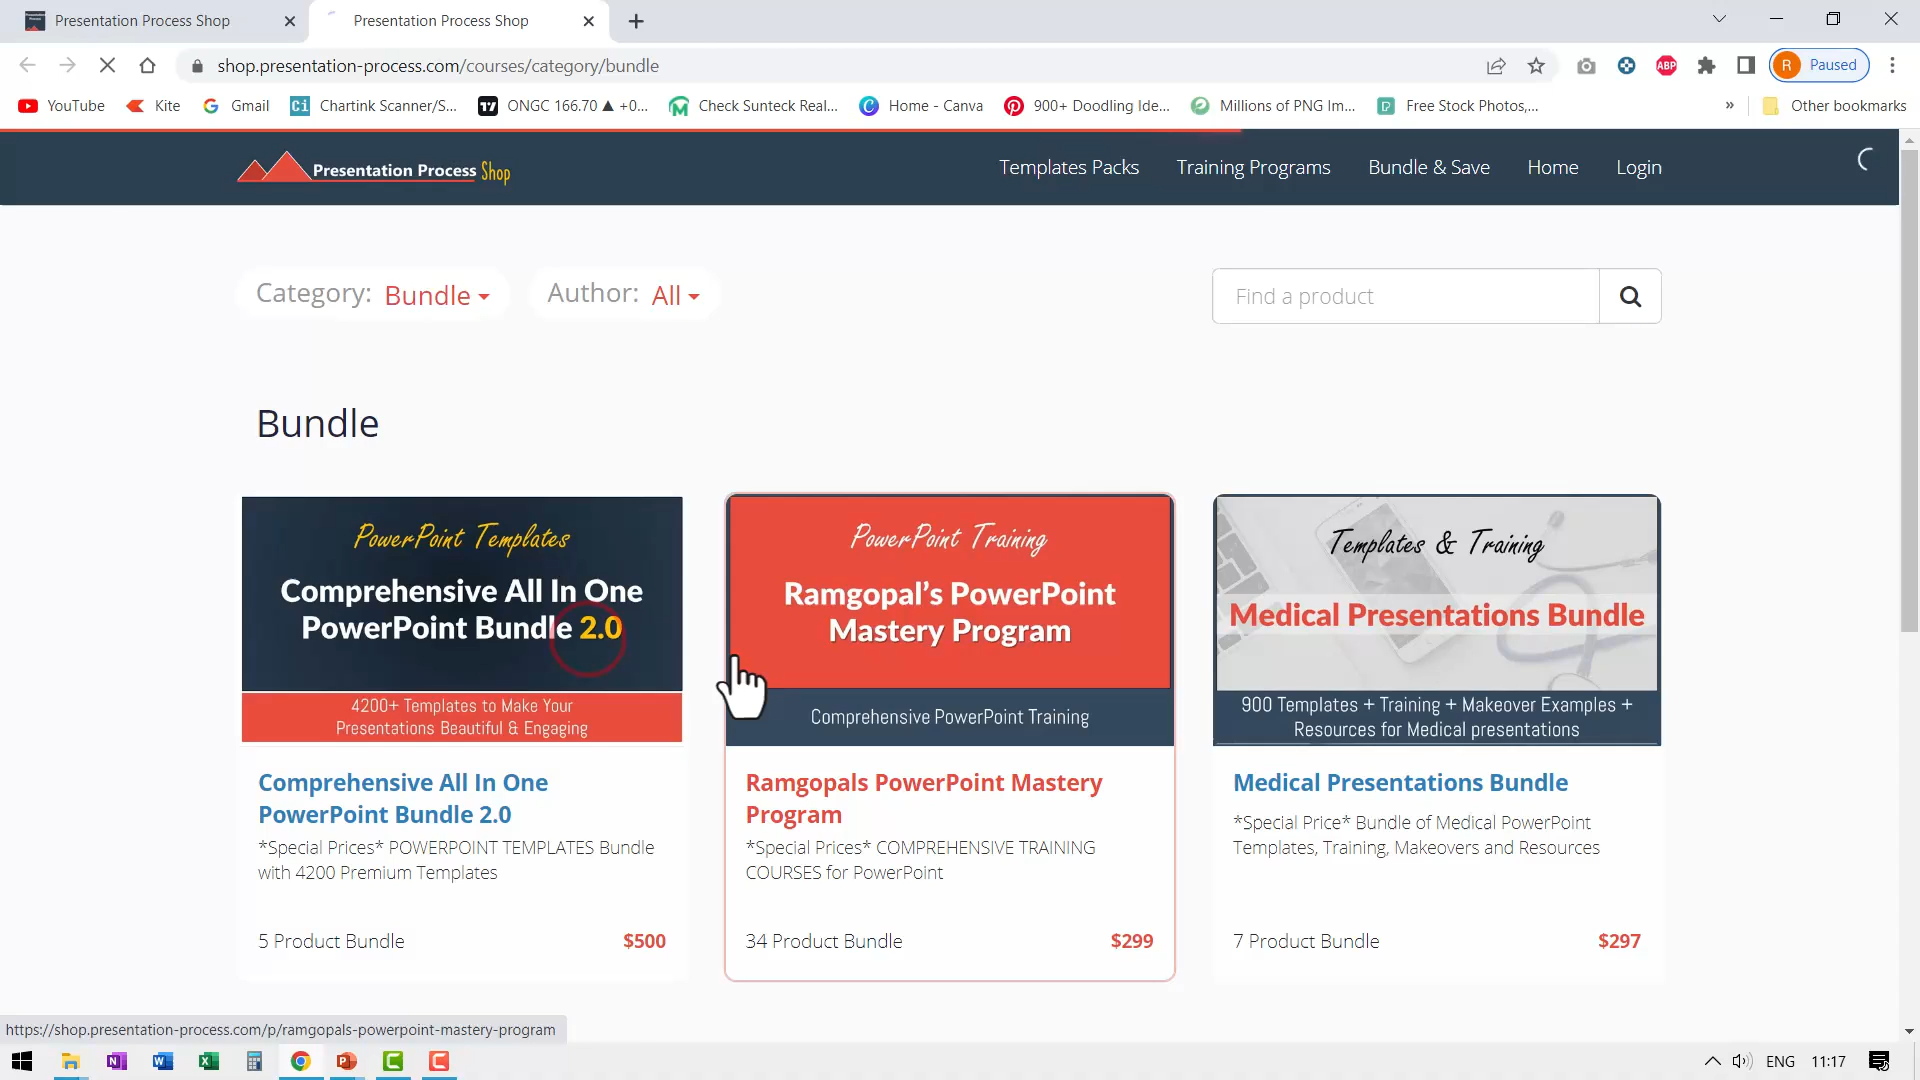 Presentation Process Shop
Presentation Process Shop
shop.presentation-process.com/courses/category/bundle
ABP
R
Paused
YouTube
Kite
Gmail
Chartink Scanner/S...
ONGC 166.70 ▲ +0...
Check Sunteck Real...
Home - Canva
900+ Doodling Ide...
Millions of PNG Im...
Free Stock Photos,...
»
Other bookmarks
Presentation Process Shop
Templates Packs
Training Programs
Bundle & Save
Home
Login
Category: Bundle
Author: All
Find a product
Bundle
PowerPoint Templates
Comprehensive All In One
PowerPoint Bundle 2.0
4200+ Templates to Make Your
Presentations Beautiful & Engaging
Comprehensive All In One
PowerPoint Bundle 2.0
*Special Prices* POWERPOINT TEMPLATES Bundle
with 4200 Premium Templates
5 Product Bundle
$500
PowerPoint Training
Ramgopal's PowerPoint
Mastery Program
Comprehensive PowerPoint Training
Ramgopals PowerPoint Mastery
Program
*Special Prices* COMPREHENSIVE TRAINING
COURSES for PowerPoint
34 Product Bundle
$299
Templates & Training
Medical Presentations Bundle
900 Templates + Training + Makeover Examples +
Resources for Medical presentations
Medical Presentations Bundle
*Special Price* Bundle of Medical PowerPoint
Templates, Training, Makeovers and Resources
7 Product Bundle
$297
https://shop.presentation-process.com/p/ramgopals-powerpoint-mastery-program
ENG
11:17